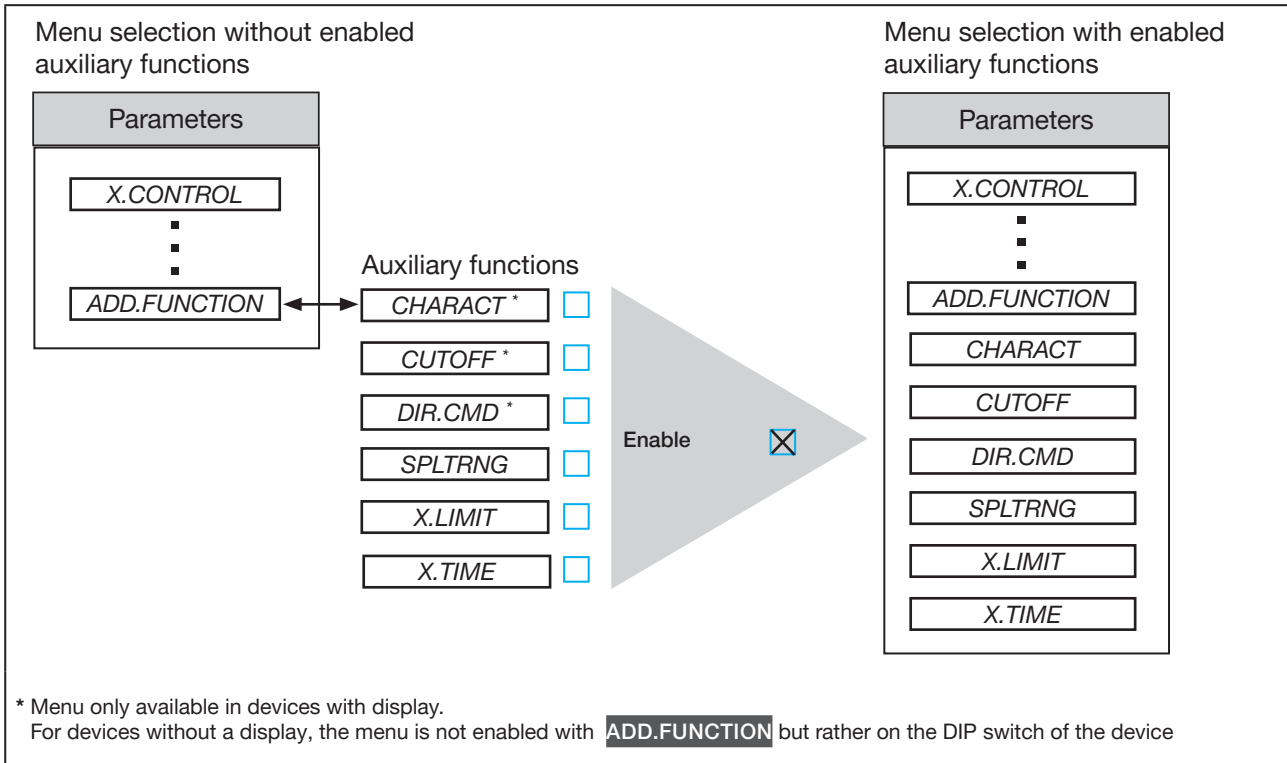 Menu selection without enabled
auxiliary functions
Parameters
X.CONTROL
ADD.FUNCTION
Auxiliary functions
CHARACT *
CUTOFF *
DIR.CMD *
SPLTRNG
X.LIMIT
X.TIME
Enable
Menu selection with enabled
auxiliary functions
Parameters
X.CONTROL
ADD.FUNCTION
CHARACT
CUTOFF
DIR.CMD
SPLTRNG
X.LIMIT
X.TIME
* Menu only available in devices with display.
For devices without a display, the menu is not enabled with ADD.FUNCTION but rather on the DIP switch of the device